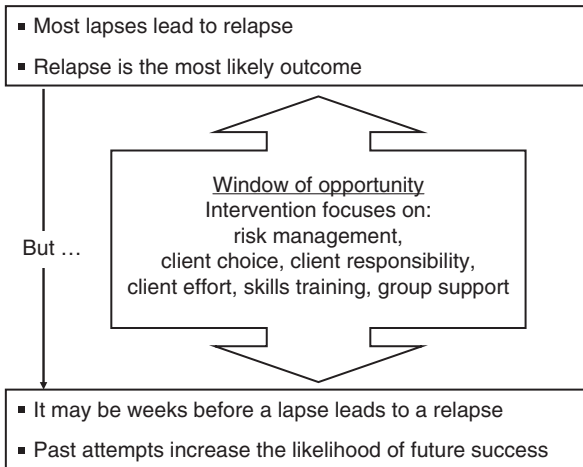 ▪ Most lapses lead to relapse
▪ Relapse is the most likely outcome
Window of opportunity
Intervention focuses on:
risk management,
client choice, client responsibility,
client effort, skills training, group support
But …
▪ It may be weeks before a lapse leads to a relapse
▪ Past attempts increase the likelihood of future success